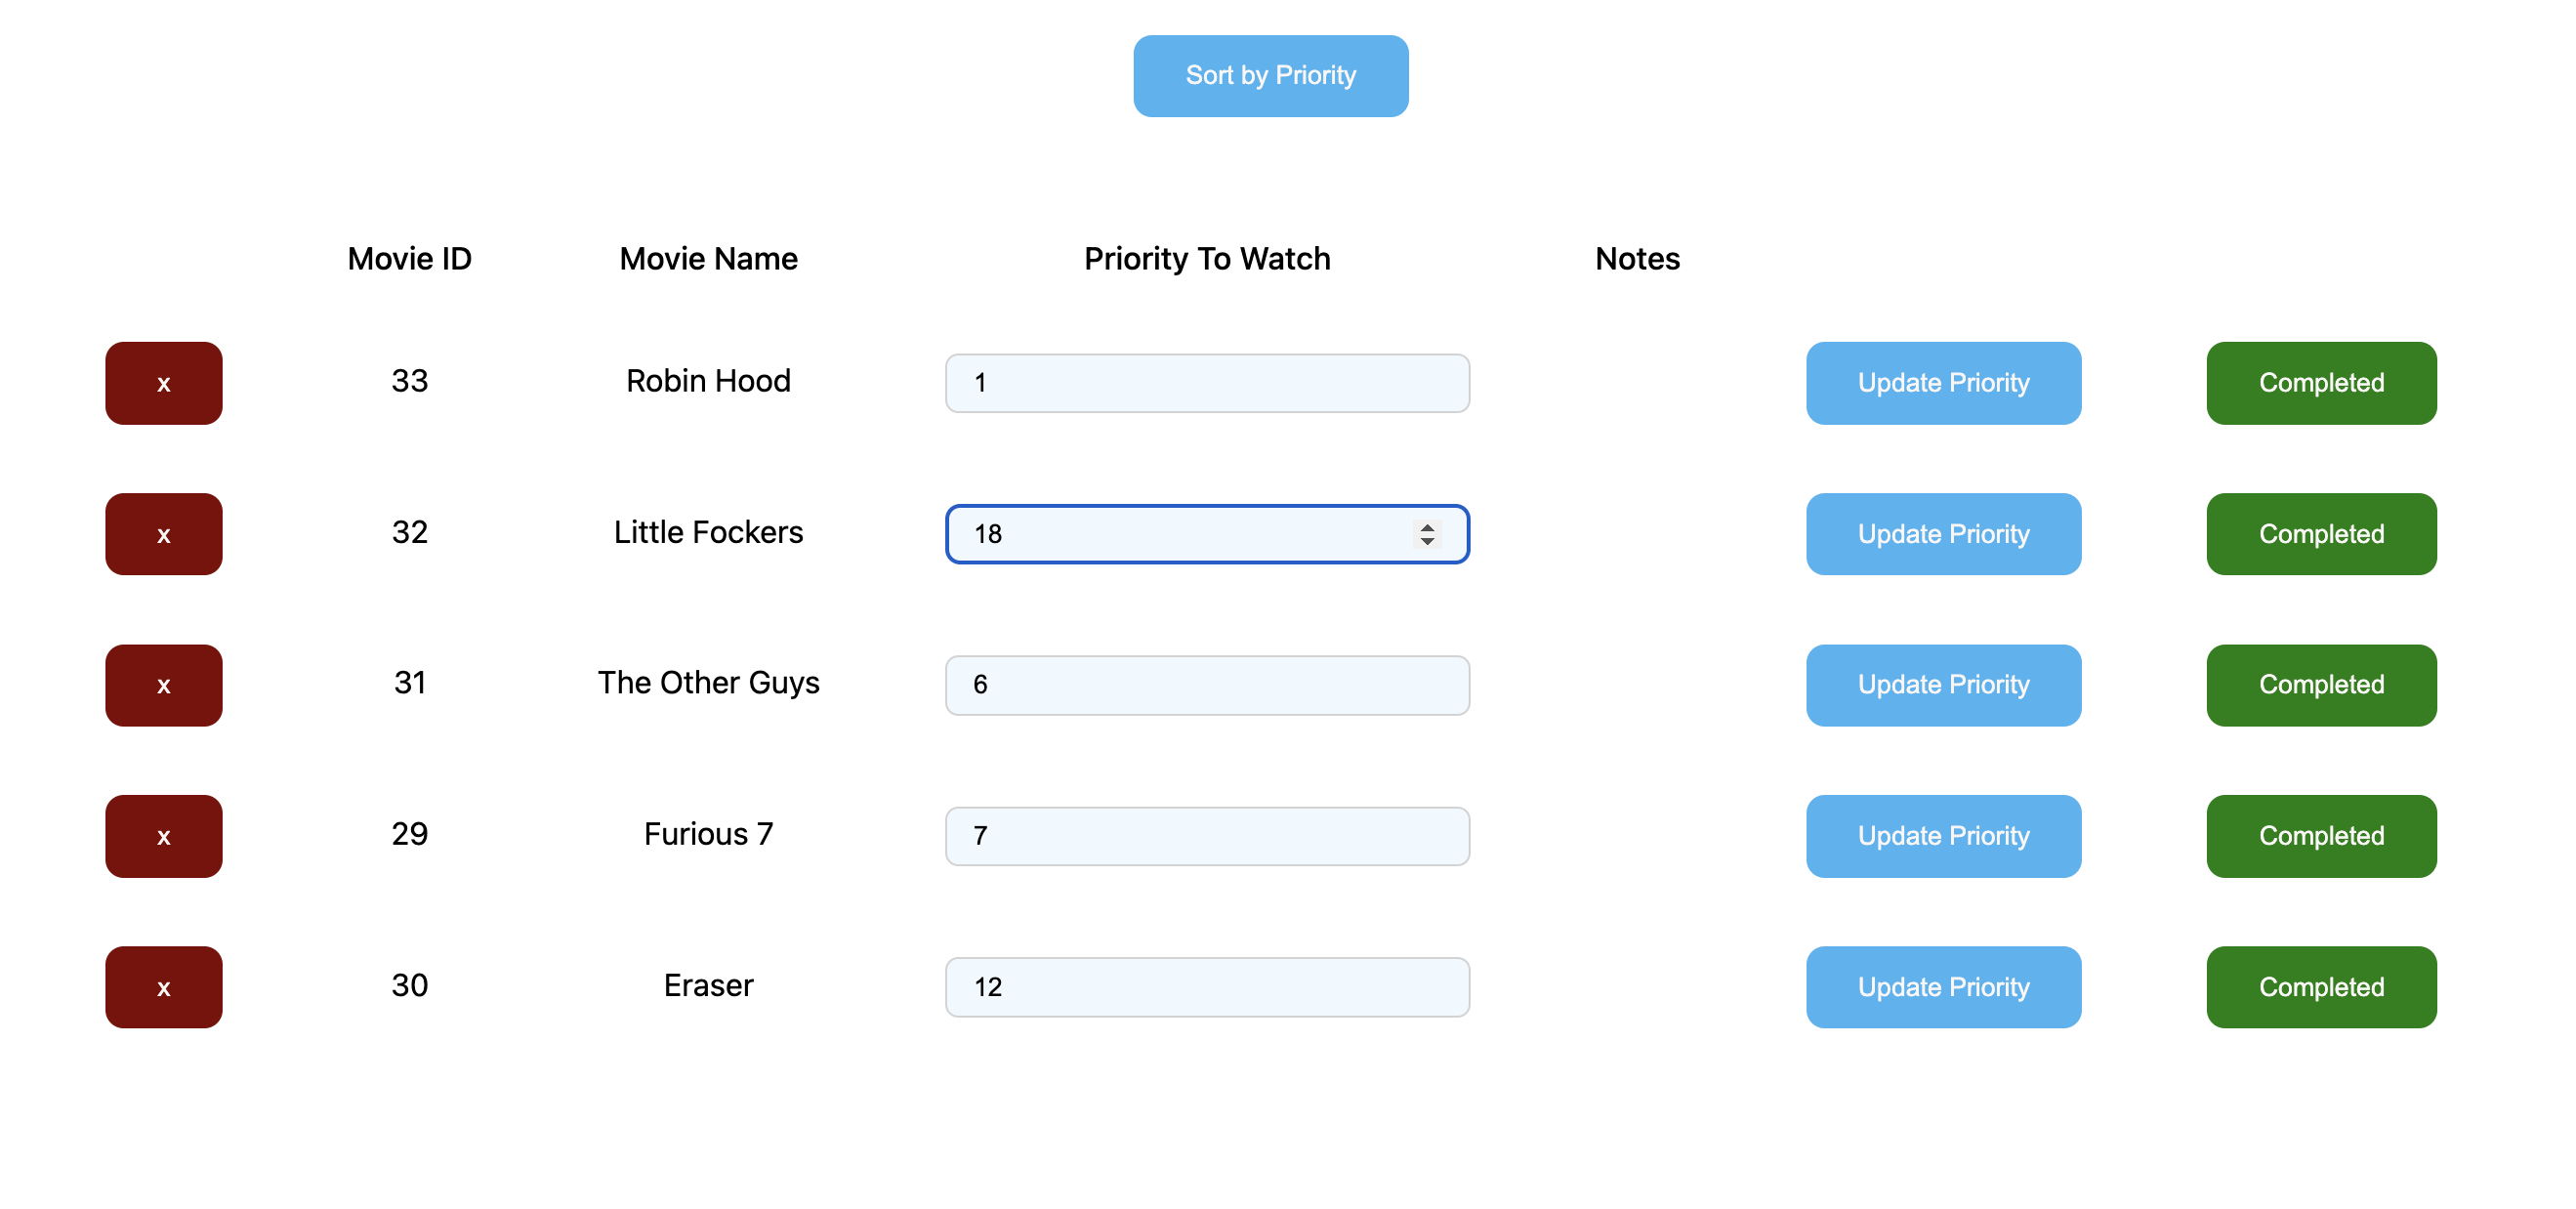 Sort by Priority
Movie ID Movie Name Priority To Watch Notes
x 33 Robin Hood 1 Update Priority Completed
x 32 Little Fockers 18 Update Priority Completed
x 31 The Other Guys 6 Update Priority Completed
x 29 Furious 7 7 Update Priority Completed
x 30 Eraser 12 Update Priority Completed